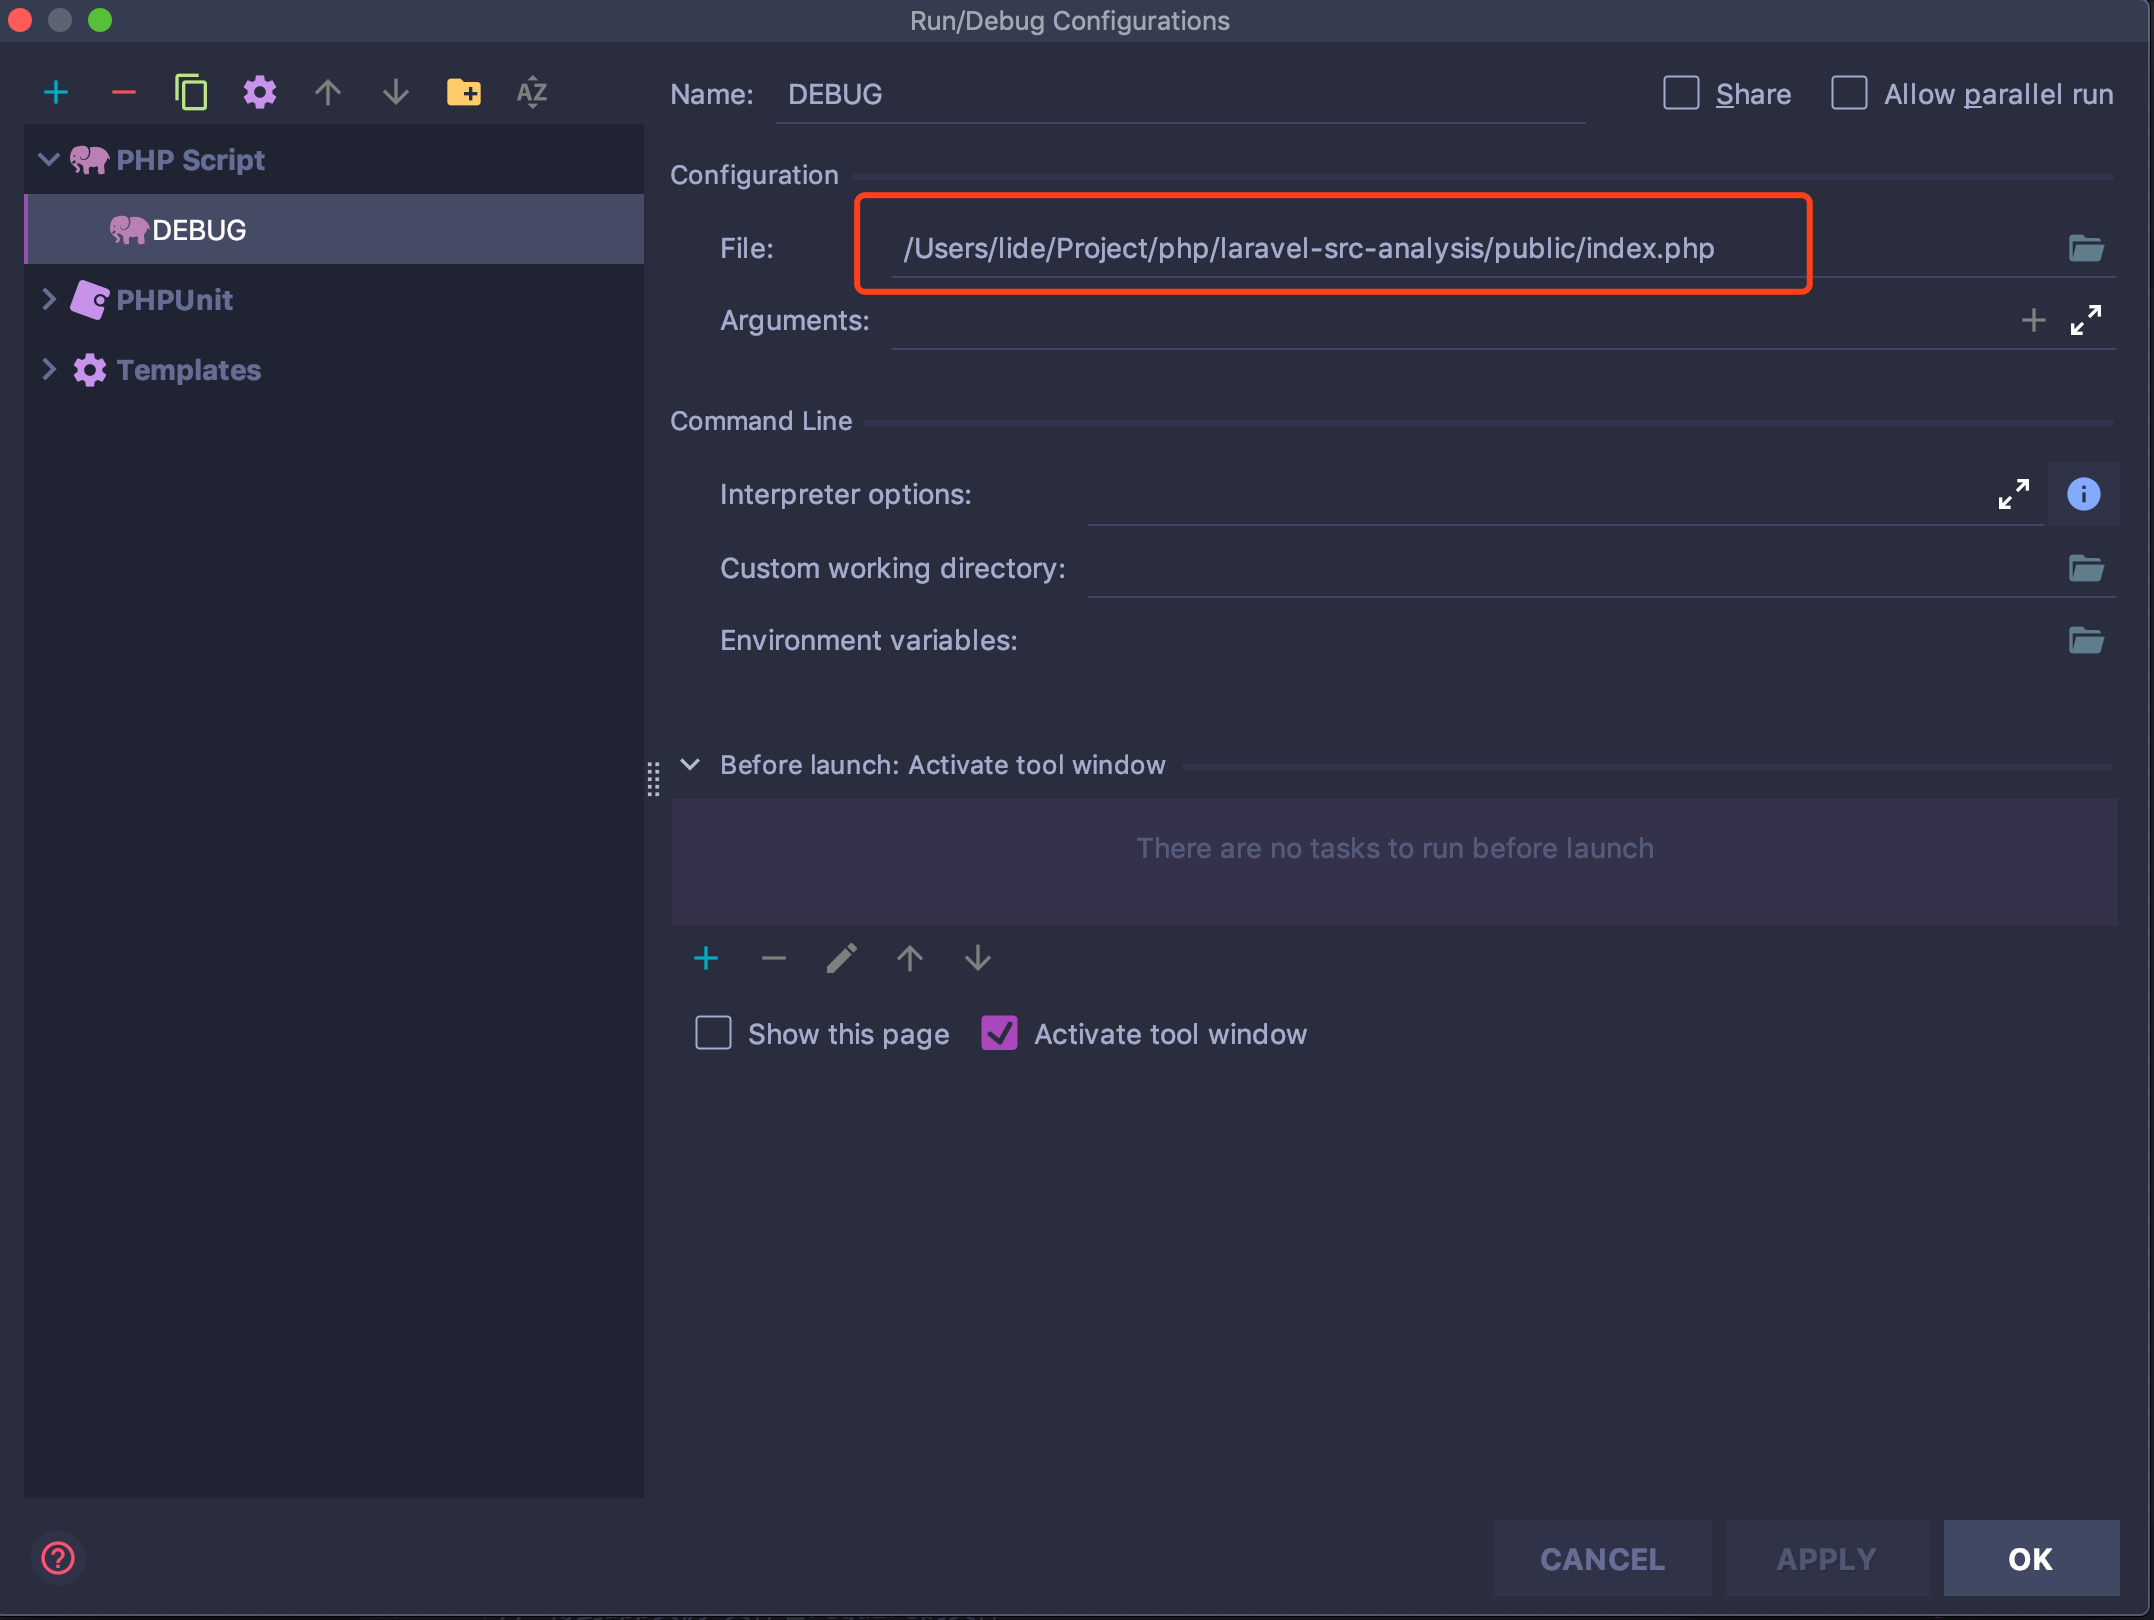 Run/Debug Configurations
AZ
Name: DEBUG
Share
Allow parallel run
PHP Script
DEBUG
PHPUnit
Templates
Configuration
File: /Users/lide/Project/php/laravel-src-analysis/public/index.php
Arguments:
Command Line
Interpreter options:
Custom working directory:
Environment variables:
Before launch: Activate tool window
There are no tasks to run before launch
Show this page
Activate tool window
CANCEL
APPLY
OK